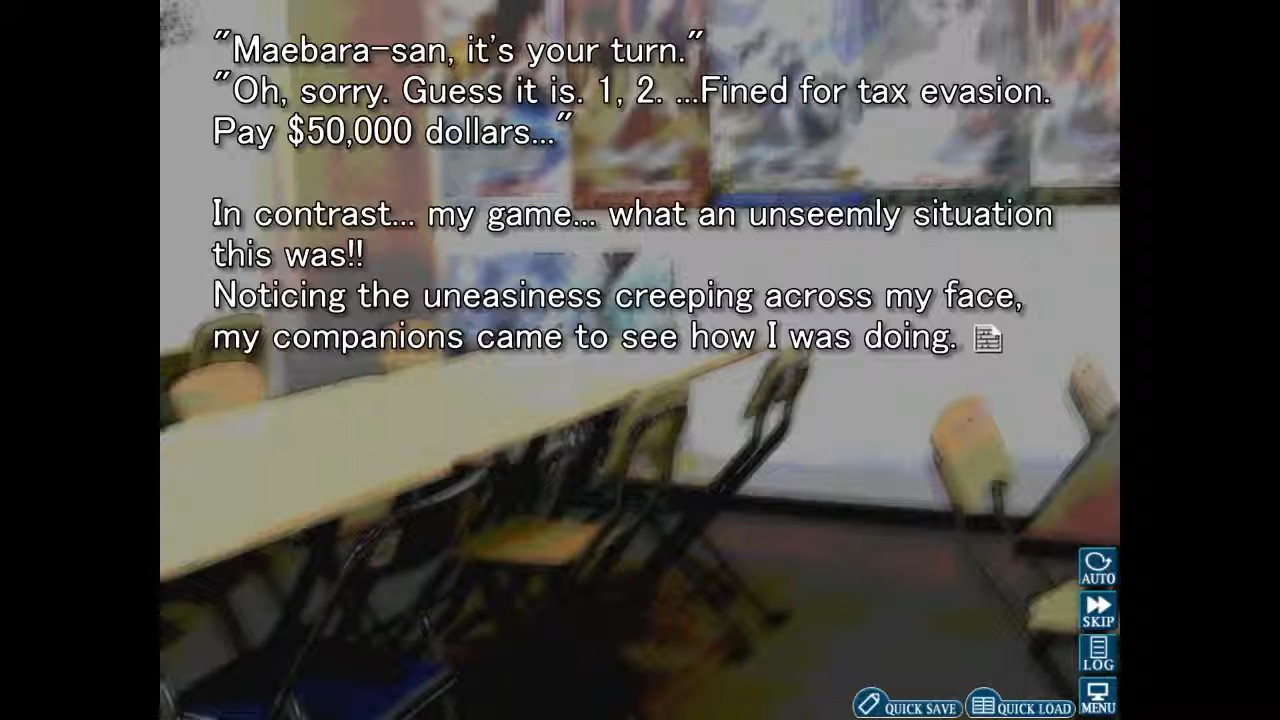 "Maebara-san, it's your turn."
"Oh, sorry. Guess it is. 1, 2. ...Fined for tax evasion.
Pay $50,000 dollars..."
In contrast... my game... what an unseemly situation
this was!!
Noticing the uneasiness creeping across my face,
my companions came to see how I was doing.
AUTO
SKIP
LOG
MENU
QUICK SAVE
QUICK LOAD